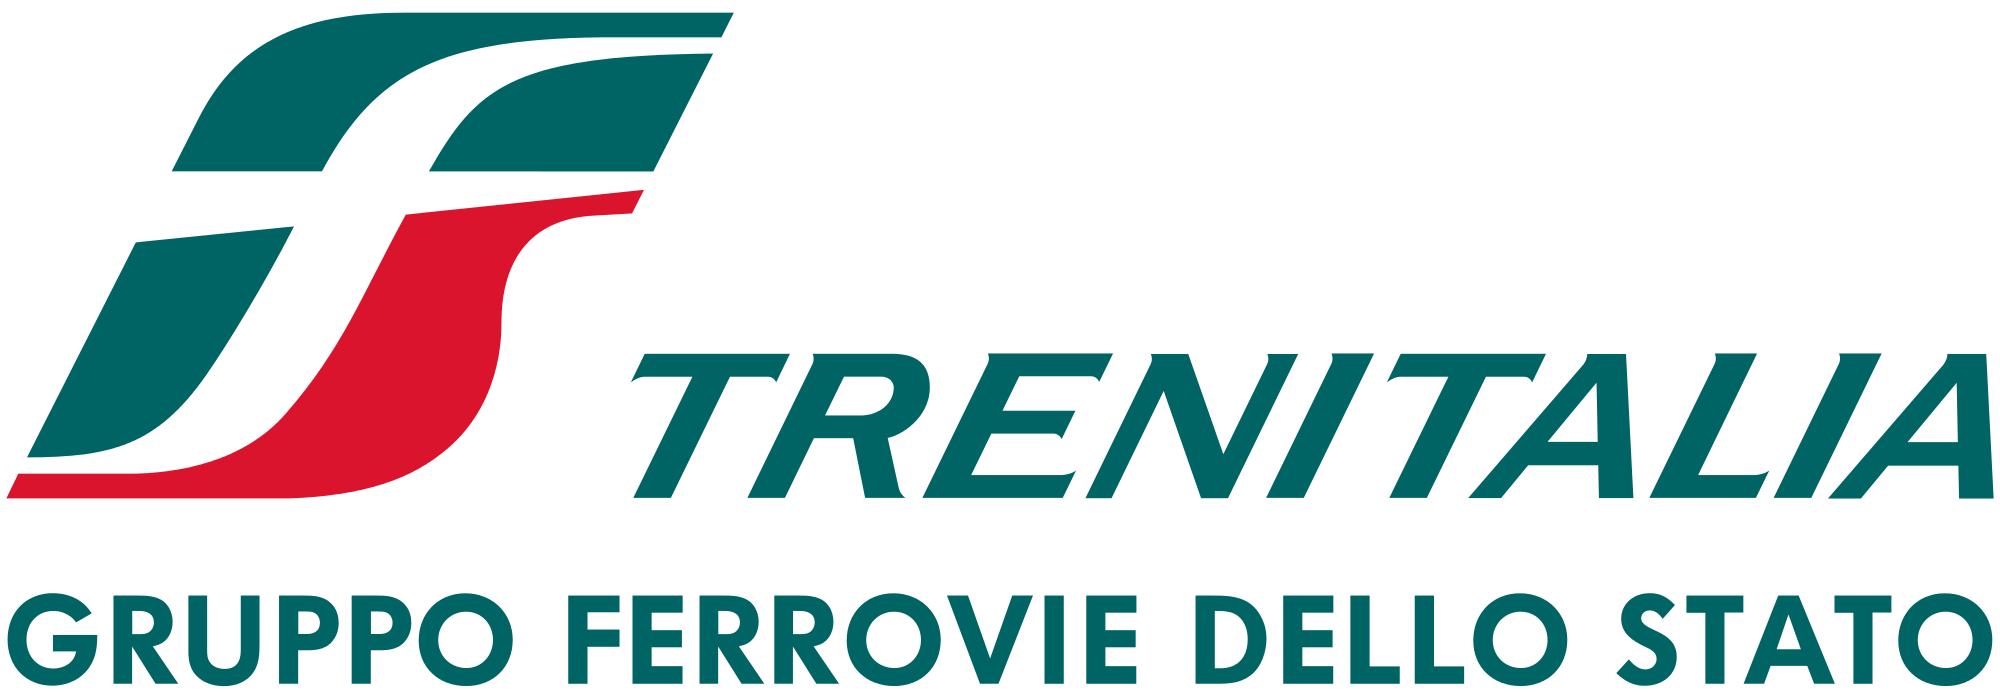 TRENITALIA
GRUPPO FERROVIE DELLO STATO